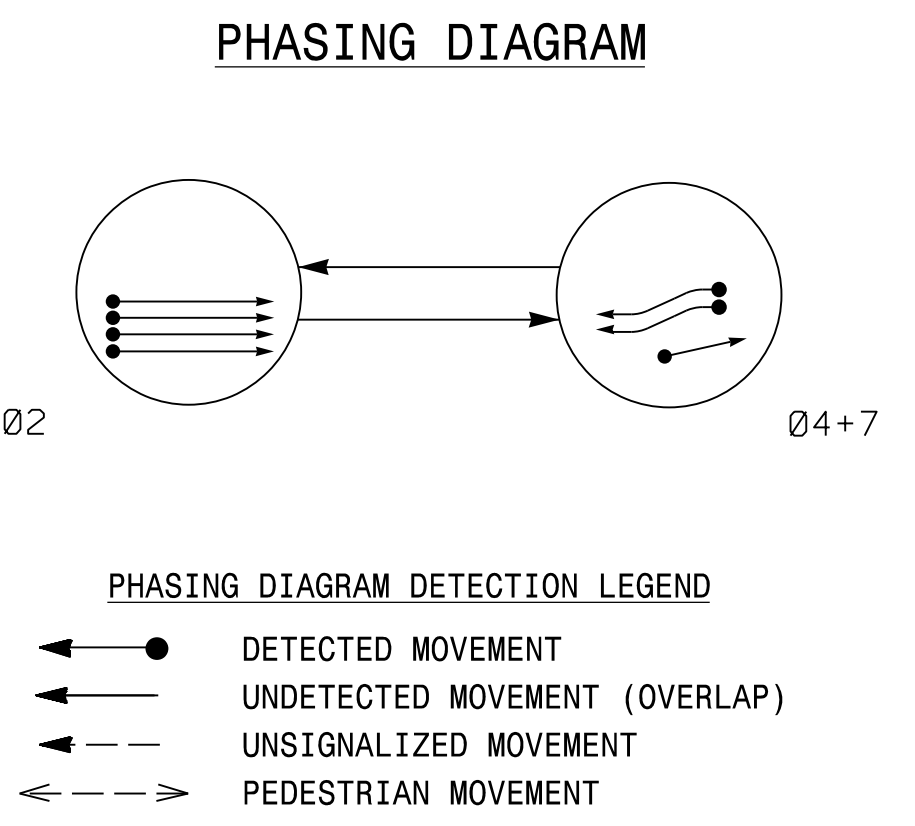 PHASING DIAGRAM
Ø2
Ø4+7
PHASING DIAGRAM DETECTION LEGEND
DETECTED MOVEMENT
UNDETECTED MOVEMENT (OVERLAP)
UNSIGNALIZED MOVEMENT
PEDESTRIAN MOVEMENT